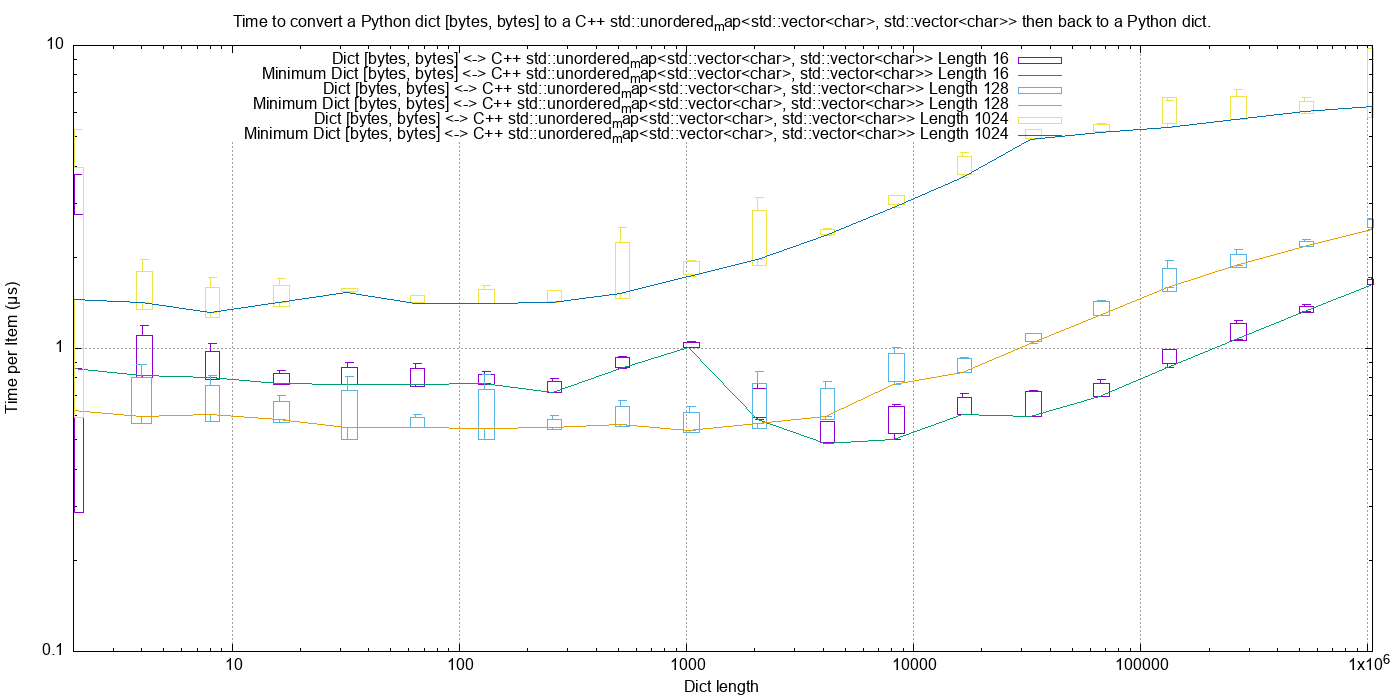 Time to convert a Python dict [bytes, bytes] to a C++ std::unordered_map<std::vector<char>, std::vector<char>> then back to a Python dict.
10
Dict [bytes, bytes] <-> C++ std::unordered_map<std::vector<char>, std::vector<char>> Length 16
Minimum Dict [bytes, bytes] <-> C++ std::unordered_map<std::vector<char>, std::vector<char>> Length 16
Dict [bytes, bytes] <-> C++ std::unordered_map<std::vector<char>, std::vector<char>> Length 128
Minimum Dict [bytes, bytes] <-> C++ std::unordered_map<std::vector<char>, std::vector<char>> Length 128
Dict [bytes, bytes] <-> C++ std::unordered_map<std::vector<char>, std::vector<char>> Length 1024
Minimum Dict [bytes, bytes] <-> C++ std::unordered_map<std::vector<char>, std::vector<char>> Length 1024
Time per Item (µs)
1
0.1
10 100 1000 10000 100000 1x10^6
Dict length